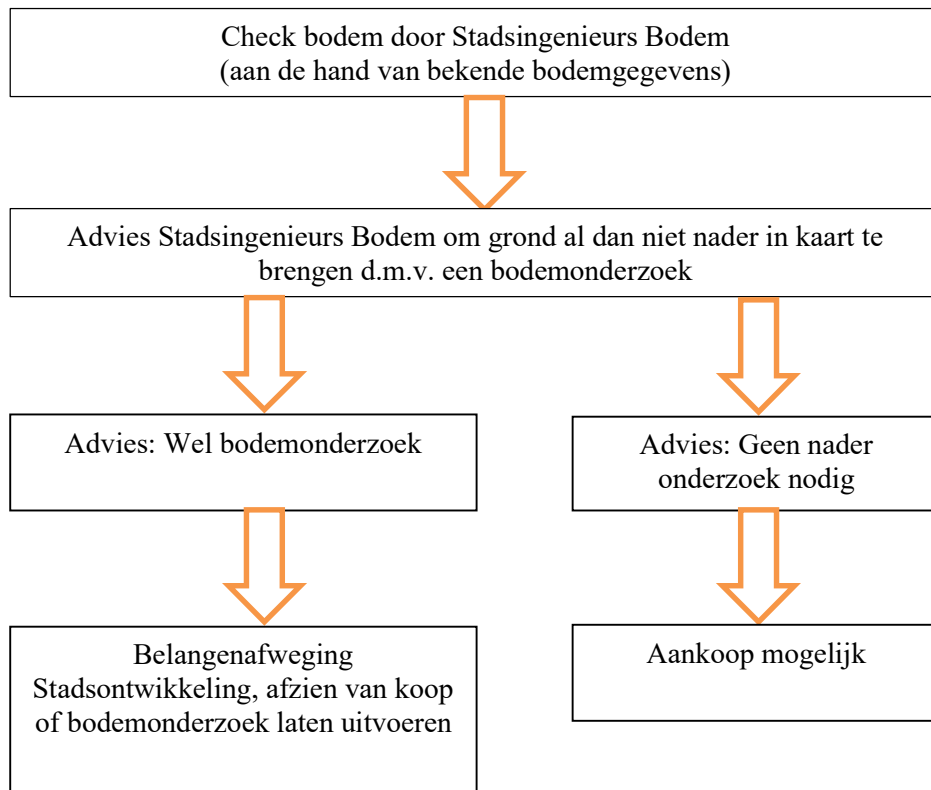 Check bodem door Stadsingenieurs Bodem
(aan de hand van bekende bodemgegevens)
Advies Stadsingenieurs Bodem om grond al dan niet nader in kaart te
brengen d.m.v. een bodemonderzoek
Advies: Wel bodemonderzoek
Advies: Geen nader
onderzoek nodig
Belangenafweging
Stadsontwikkeling, afzien van koop
of bodemonderzoek laten uitvoeren
Aankoop mogelijk